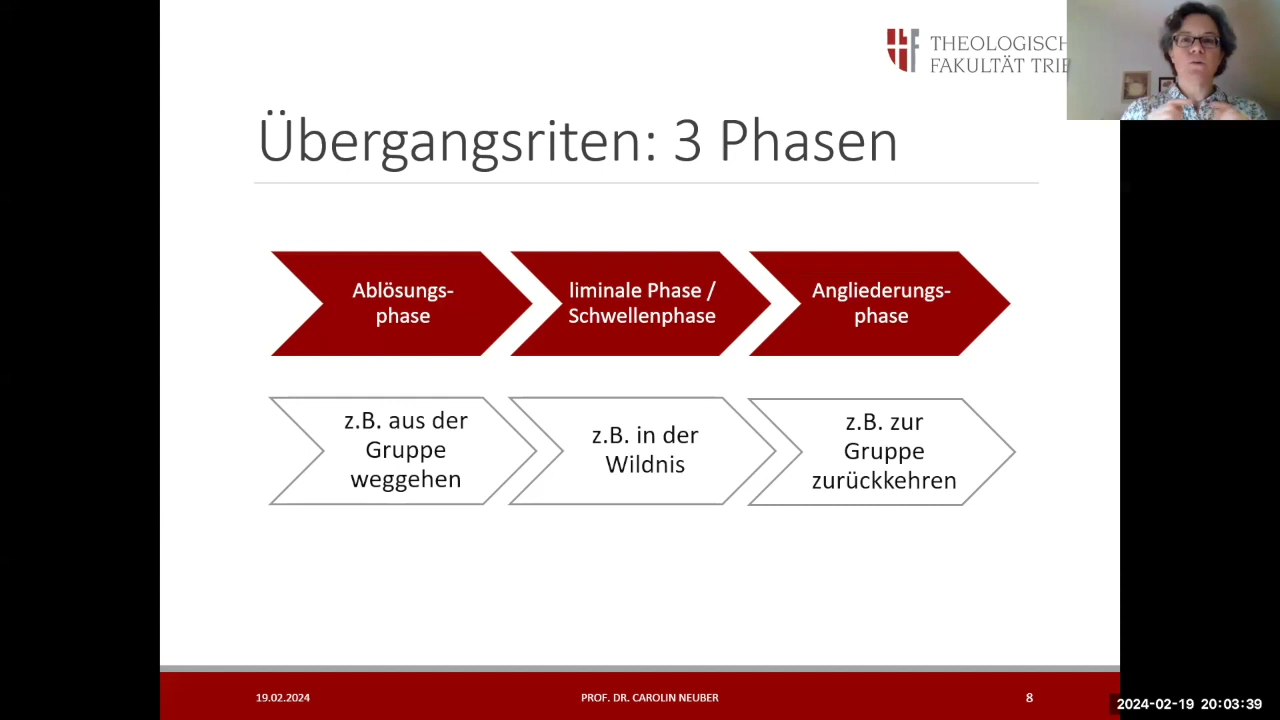 THEOLOGISCH
FAKULTÄT TRIE
Übergangsriten: 3 Phasen
Ablösungs-
phase
liminale Phase /
Schwellenphase
Angliederungs-
phase
z.B. aus der
Gruppe
weggehen
z.B. in der
Wildnis
z.B. zur
Gruppe
zurückkehren
19.02.2024
PROF. DR. CAROLIN NEUBER
8
2024-02-19 20:03:39